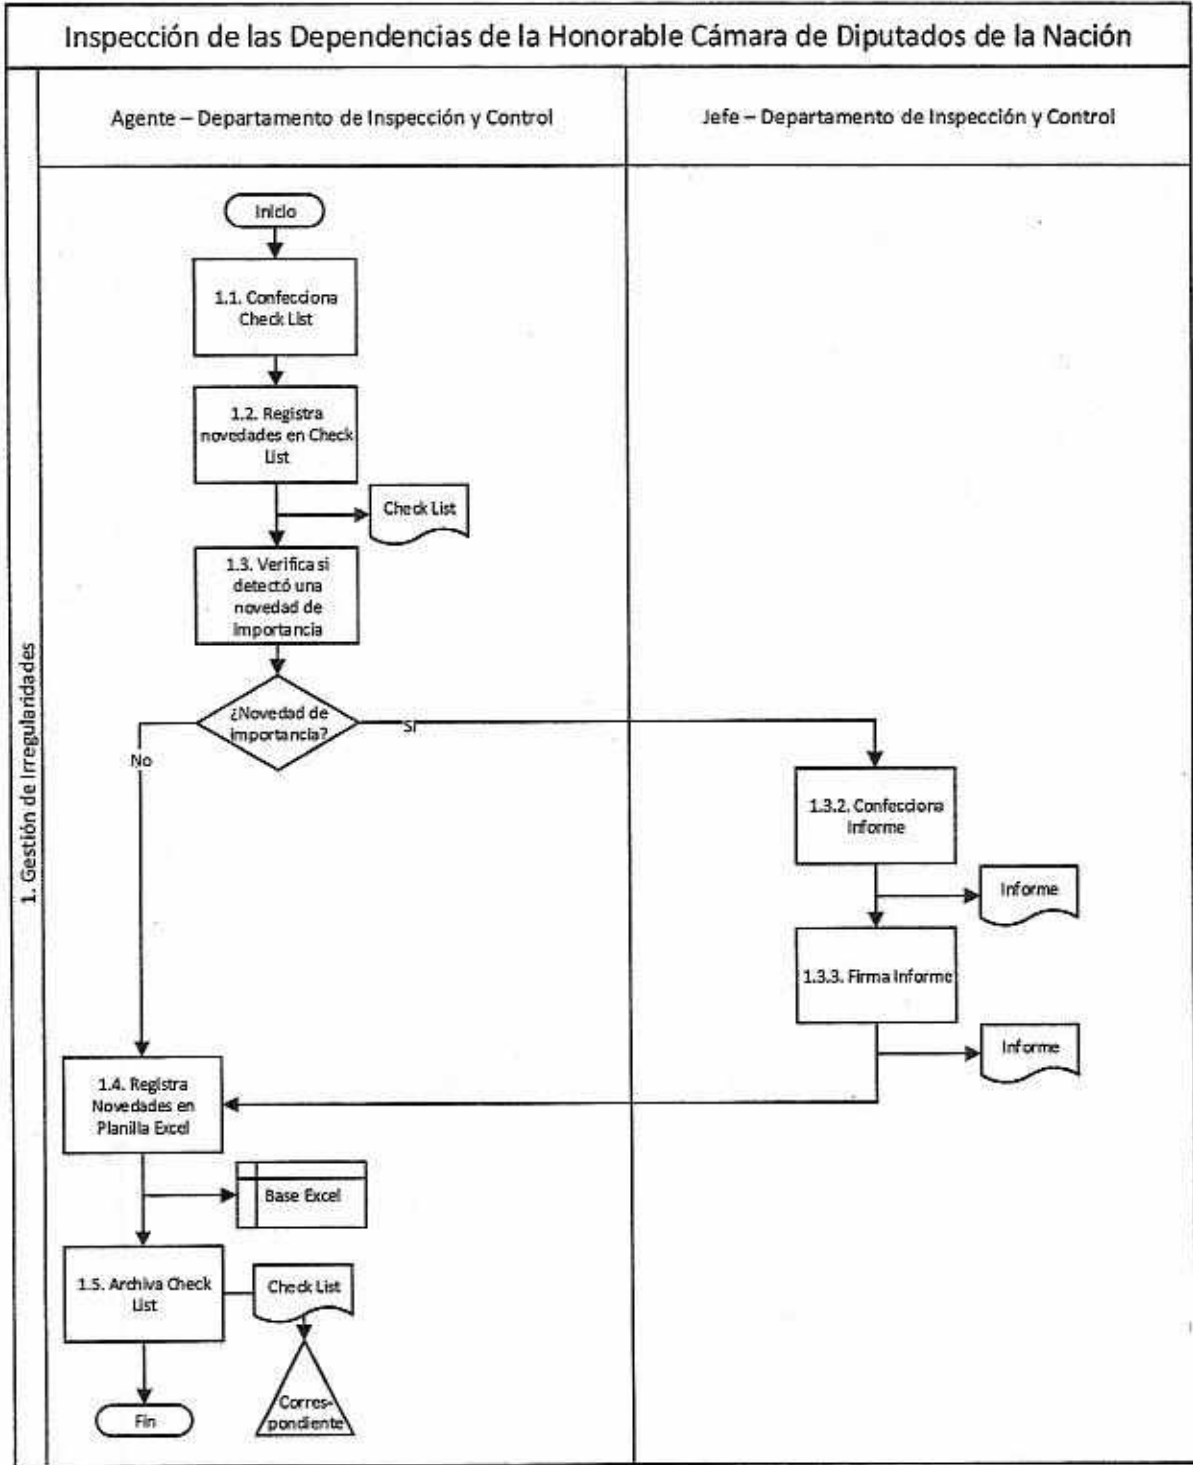 Inspección de las Dependencias de la Honorable Cámara de Diputados de la Nación
Agente – Departamento de Inspección y Control
Jefe – Departamento de Inspección y Control
1. Gestión de Irregularidades
Inicio
1.1. Confecciona
Check List
1.2. Registra
novedades en Check
List
Check List
1.3. Verifica si
detectó una
novedad de
importancia
¿Novedad de
importancia?
Sí
No
1.3.2. Confecciona
Informe
Informe
1.3.3. Firma Informe
Informe
1.4. Registra
Novedades en
Planilla Excel
Base Excel
1.5. Archiva Check
List
Check List
Corres-
pondiente
Fin